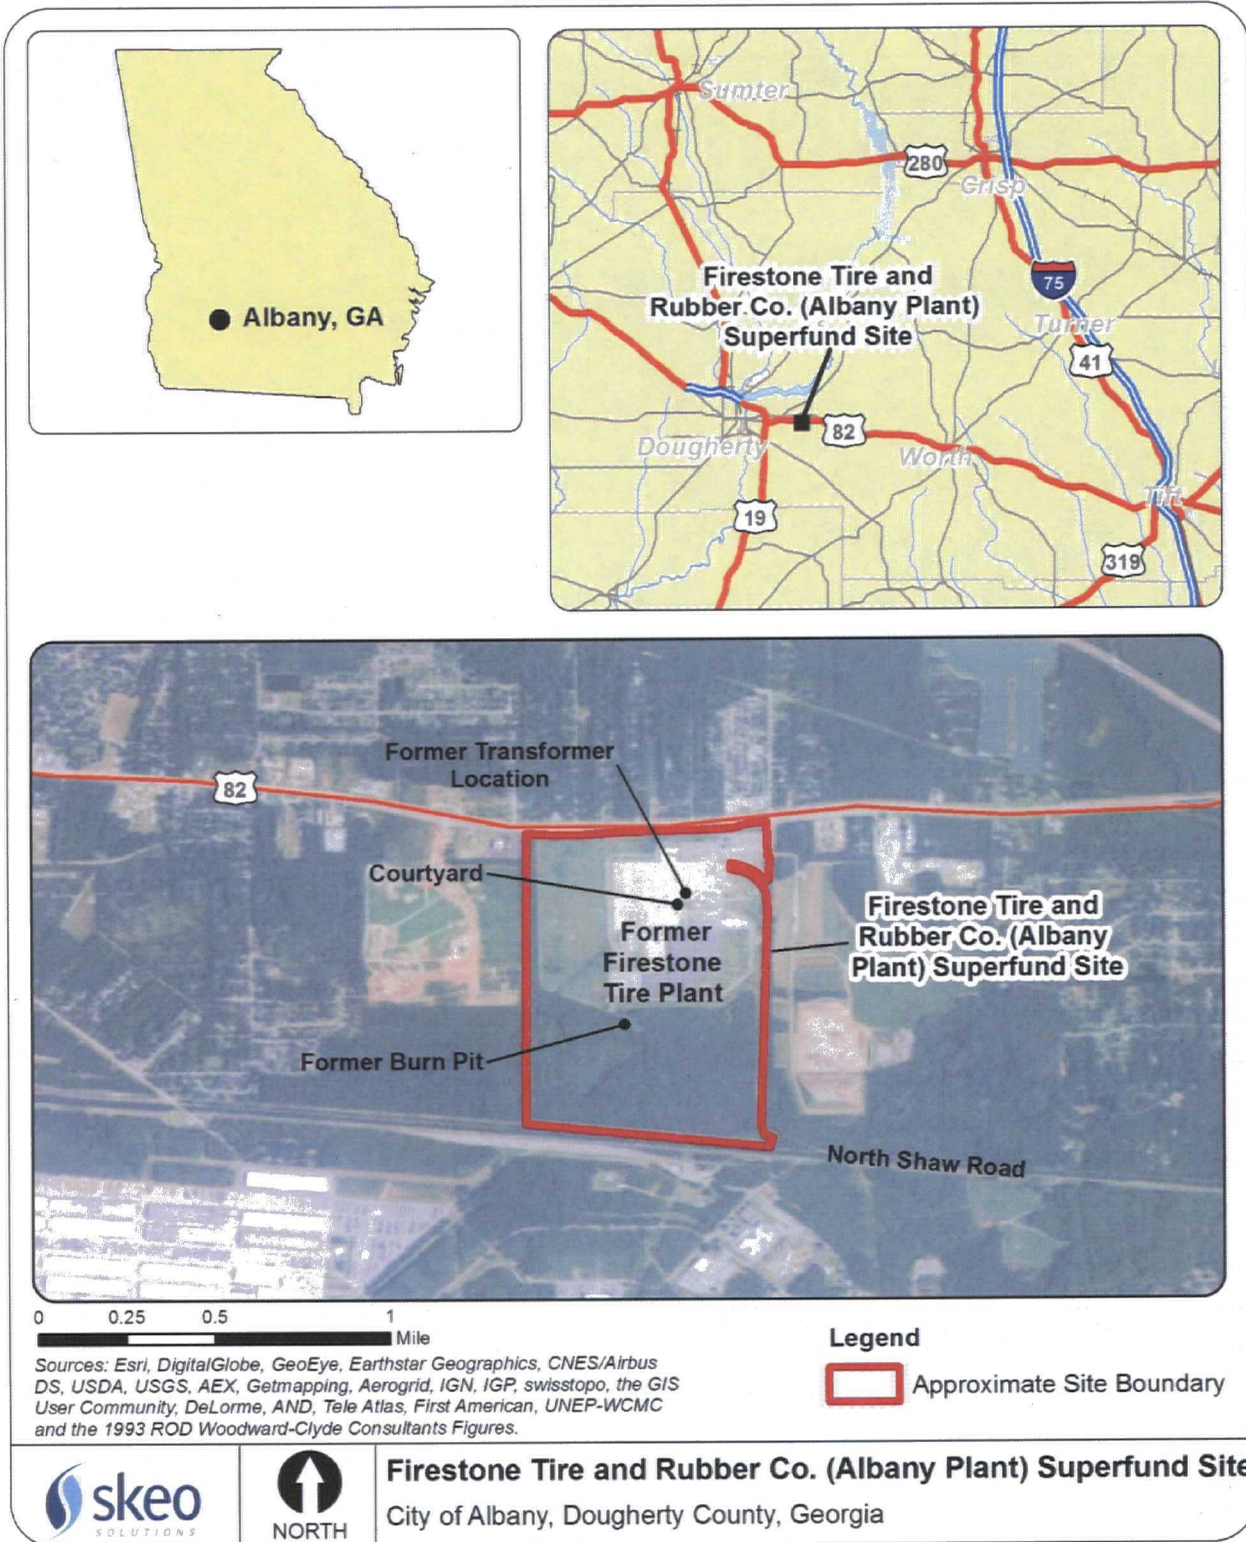 Albany, GA
Sumter
280
Crisp
Firestone Tire and
Rubber Co. (Albany Plant)
Superfund Site
75
Turner
41
Dougherty
82
Worth
19
Tift
319
Former Transformer
Location
82
Courtyard
Former
Firestone
Tire Plant
Firestone Tire and
Rubber Co. (Albany
Plant) Superfund Site
Former Burn Pit
North Shaw Road
0 0.25 0.5 1
Mile
Sources: Esri, DigitalGlobe, GeoEye, Earthstar Geographics, CNES/Airbus
DS, USDA, USGS, AEX, Getmapping, Aerogrid, IGN, IGP, swisstopo, the GIS
User Community, DeLorme, AND, Tele Atlas, First American, UNEP-WCMC
and the 1993 ROD Woodward-Clyde Consultants Figures.
Legend
Approximate Site Boundary
skeo
SOLUTIONS
NORTH
Firestone Tire and Rubber Co. (Albany Plant) Superfund Site
City of Albany, Dougherty County, Georgia